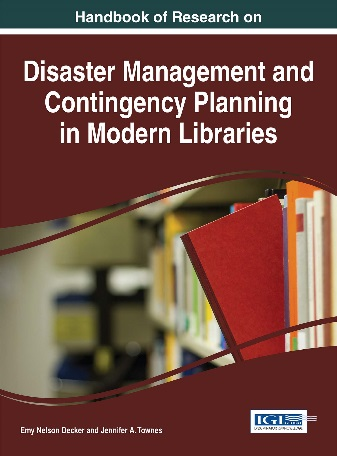 Handbook of Research on
Disaster Management and
Contingency Planning
in Modern Libraries
Emy Nelson Decker and Jennifer A. Townes
IGI